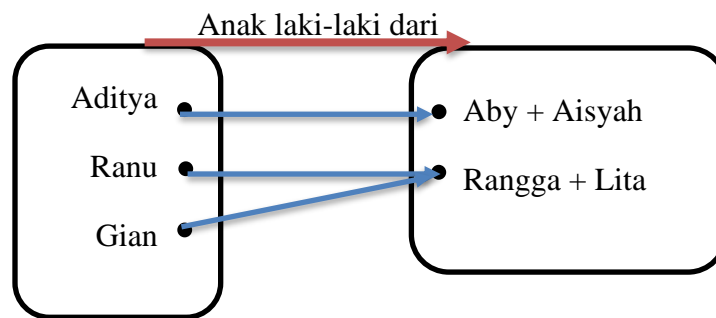 Anak laki-laki dari
Aditya
Ranu
Gian
Aby + Aisyah
Rangga + Lita